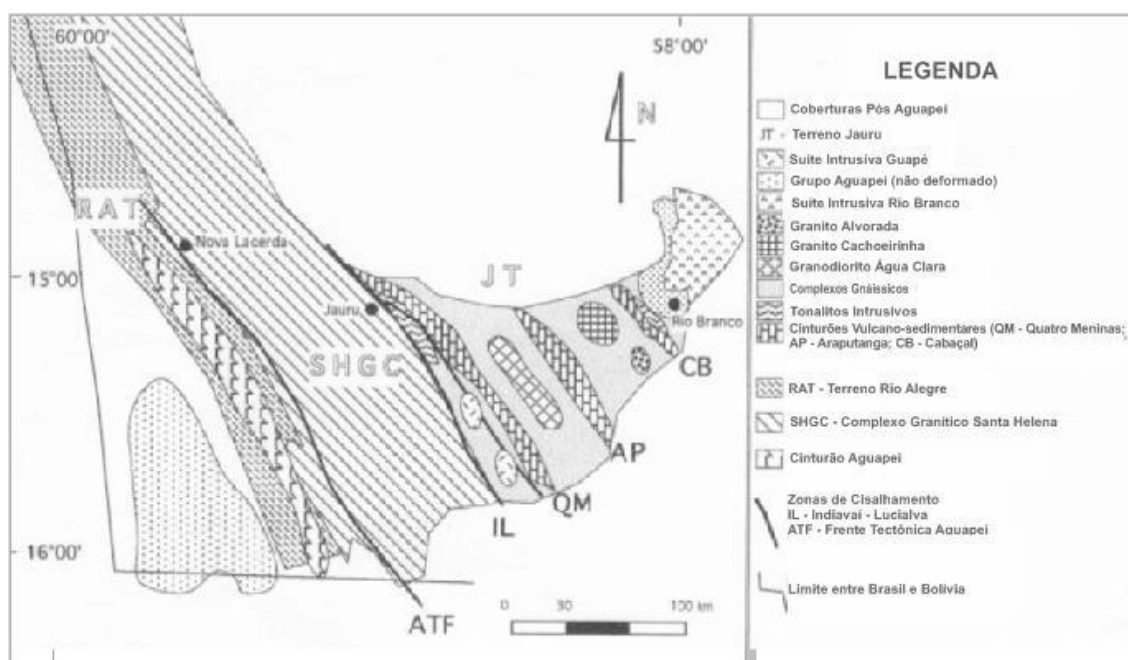 60°00'
58°00'
N
RAT
Nova Lacerda
15°00'
JT
Jauru
Rio Branco
SHGC
CB
AP
QM
IL
16°00'
ATF
0 30 100 km
LEGENDA
Coberturas Pós Aguapei
JT - Terreno Jauru
Suite Intrusiva Guapé
Grupo Aguapei (não deformado)
Suite Intrusiva Rio Branco
Granito Alvorada
Granito Cachoeirinha
Granodiorito Água Clara
Complexos Gnáissicos
Tonalitos Intrusivos
Cinturões Vulcano-sedimentares (QM - Quatro Meninas;
AP - Araputanga; CB - Cabaçal)
RAT - Terreno Rio Alegre
SHGC - Complexo Granítico Santa Helena
Cinturão Aguapei
Zonas de Cisalhamento
IL - Indiavaí - Lucialva
ATF - Frente Tectônica Aguapei
Limite entre Brasil e Bolívia